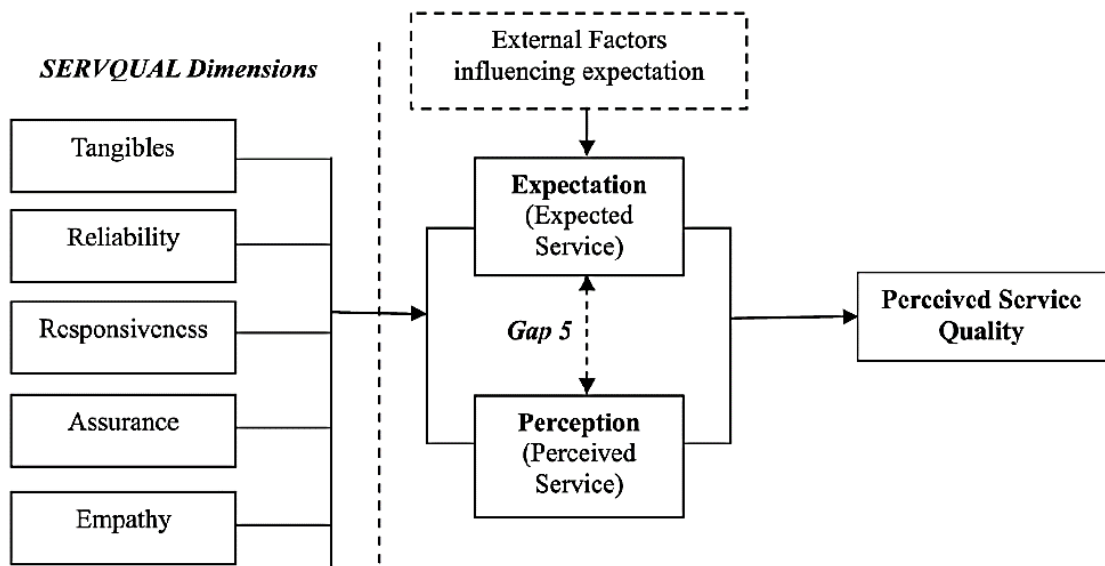 SERVQUAL Dimensions
Tangibles
Reliability
Responsiveness
Assurance
Empathy
External Factors
influencing expectation
Expectation
(Expected
Service)
Gap 5
Perception
(Perceived
Service)
Perceived Service
Quality